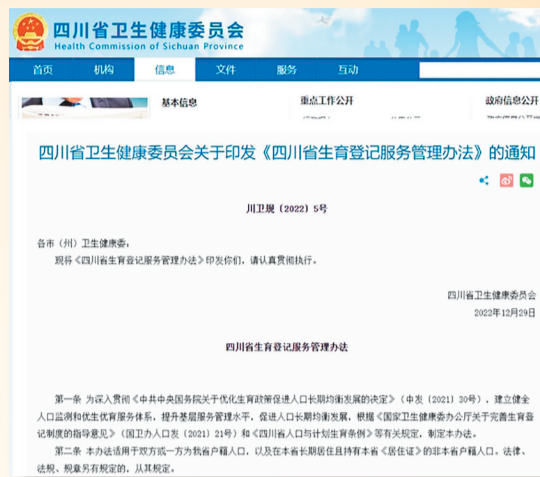 四川省卫生健康委员会
Health Commission of Sichuan Province
首页 机构 信息 文件 服务 互动
基本信息 重点工作公开 政府信息公开
四川省卫生健康委员会关于印发《四川省生育登记服务管理办法》的通知
川卫规〔2022〕5号
各市（州）卫生健康委：
现将《四川省生育登记服务管理办法》印发你们，请认真贯彻执行。
四川省卫生健康委员会
2022年12月29日
四川省生育登记服务管理办法
第一条 为深入贯彻《中共中央国务院关于优化生育政策促进人口长期均衡发展的决定》（中发〔2021〕30号），建立健全
人口监测和优生优育服务体系，提升基层服务管理水平，促进人口长期均衡发展，根据《国家卫生健康委办公厅关于完善生育登
记制度的指导意见》（国卫办人口发〔2021〕21号）和《四川省人口与计划生育条例》等有关规定，制定本办法。
第二条 本办法适用于双方或一方为我省户籍人口，以及在本省长期居住且持有本省《居住证》的非本省户籍人口。法律、
法规、规章另有规定的，从其规定。